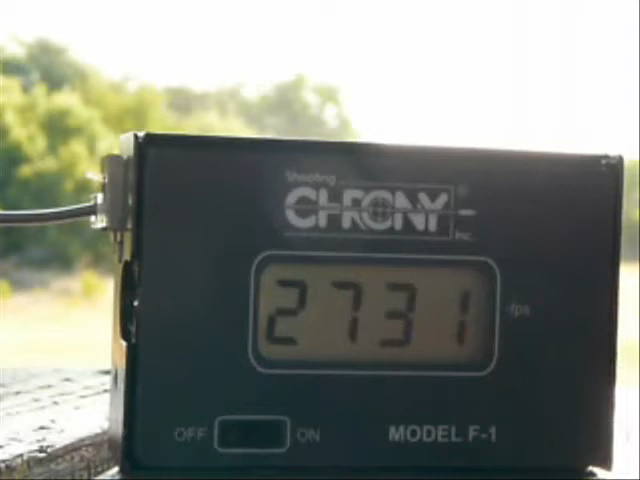 Shooting
CHRONY ®
INC.
2731 fps
OFF ON MODEL F-1